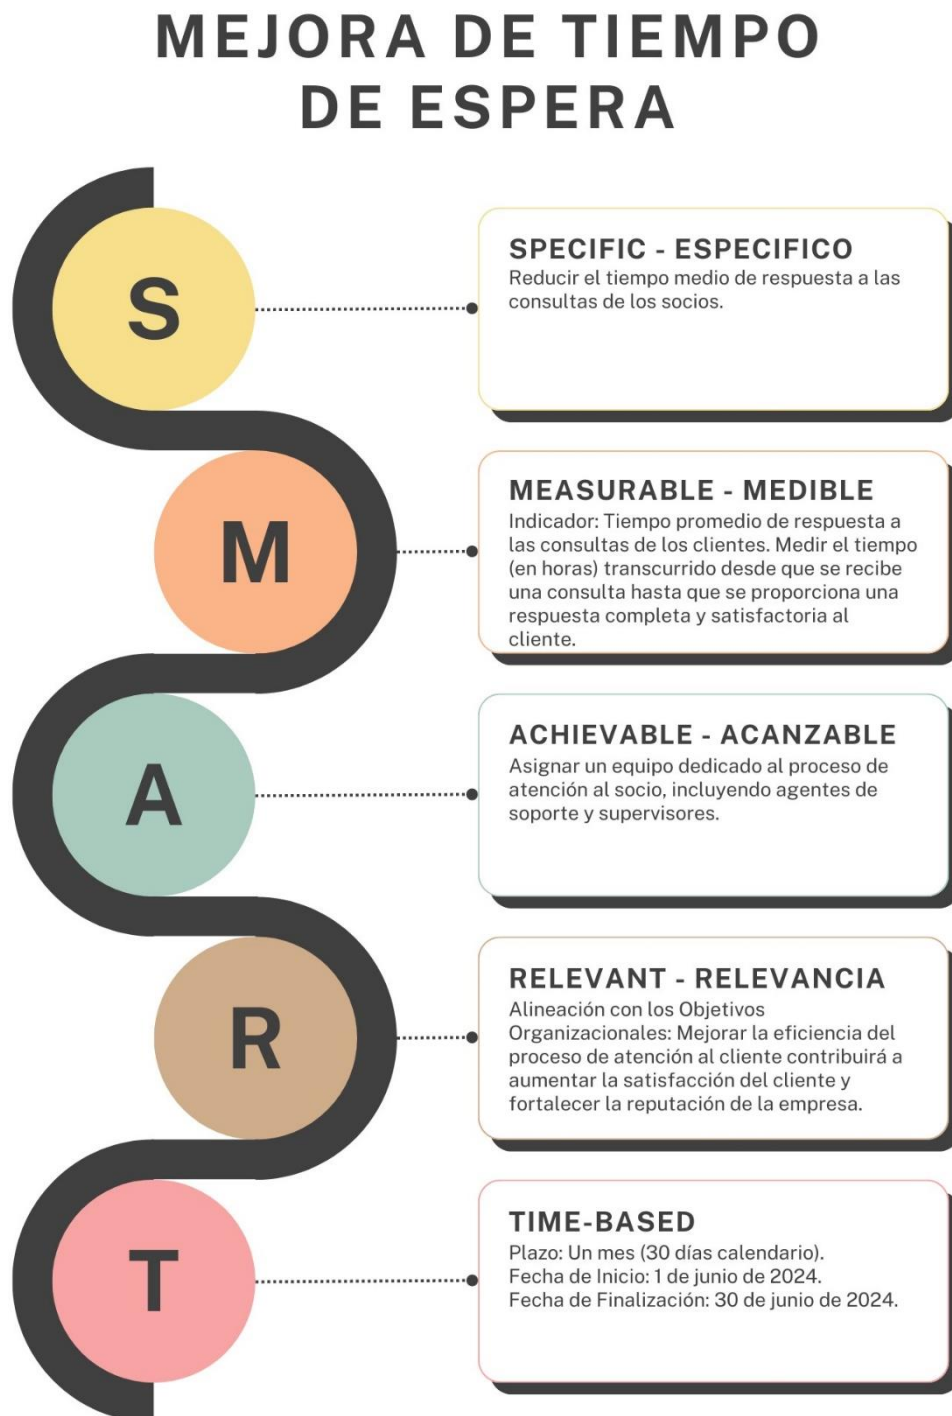 MEJORA DE TIEMPO
DE ESPERA
S
SPECIFIC - ESPECIFICO
Reducir el tiempo medio de respuesta a las
consultas de los socios.
M
MEASURABLE - MEDIBLE
Indicador: Tiempo promedio de respuesta a
las consultas de los clientes. Medir el tiempo
(en horas) transcurrido desde que se recibe
una consulta hasta que se proporciona una
respuesta completa y satisfactoria al
cliente.
A
ACHIEVABLE - ACANZABLE
Asignar un equipo dedicado al proceso de
atención al socio, incluyendo agentes de
soporte y supervisores.
R
RELEVANT - RELEVANCIA
Alineación con los Objetivos
Organizacionales: Mejorar la eficiencia del
proceso de atención al cliente contribuirá a
aumentar la satisfacción del cliente y
fortalecer la reputación de la empresa.
T
TIME-BASED
Plazo: Un mes (30 días calendario).
Fecha de Inicio: 1 de junio de 2024.
Fecha de Finalización: 30 de junio de 2024.